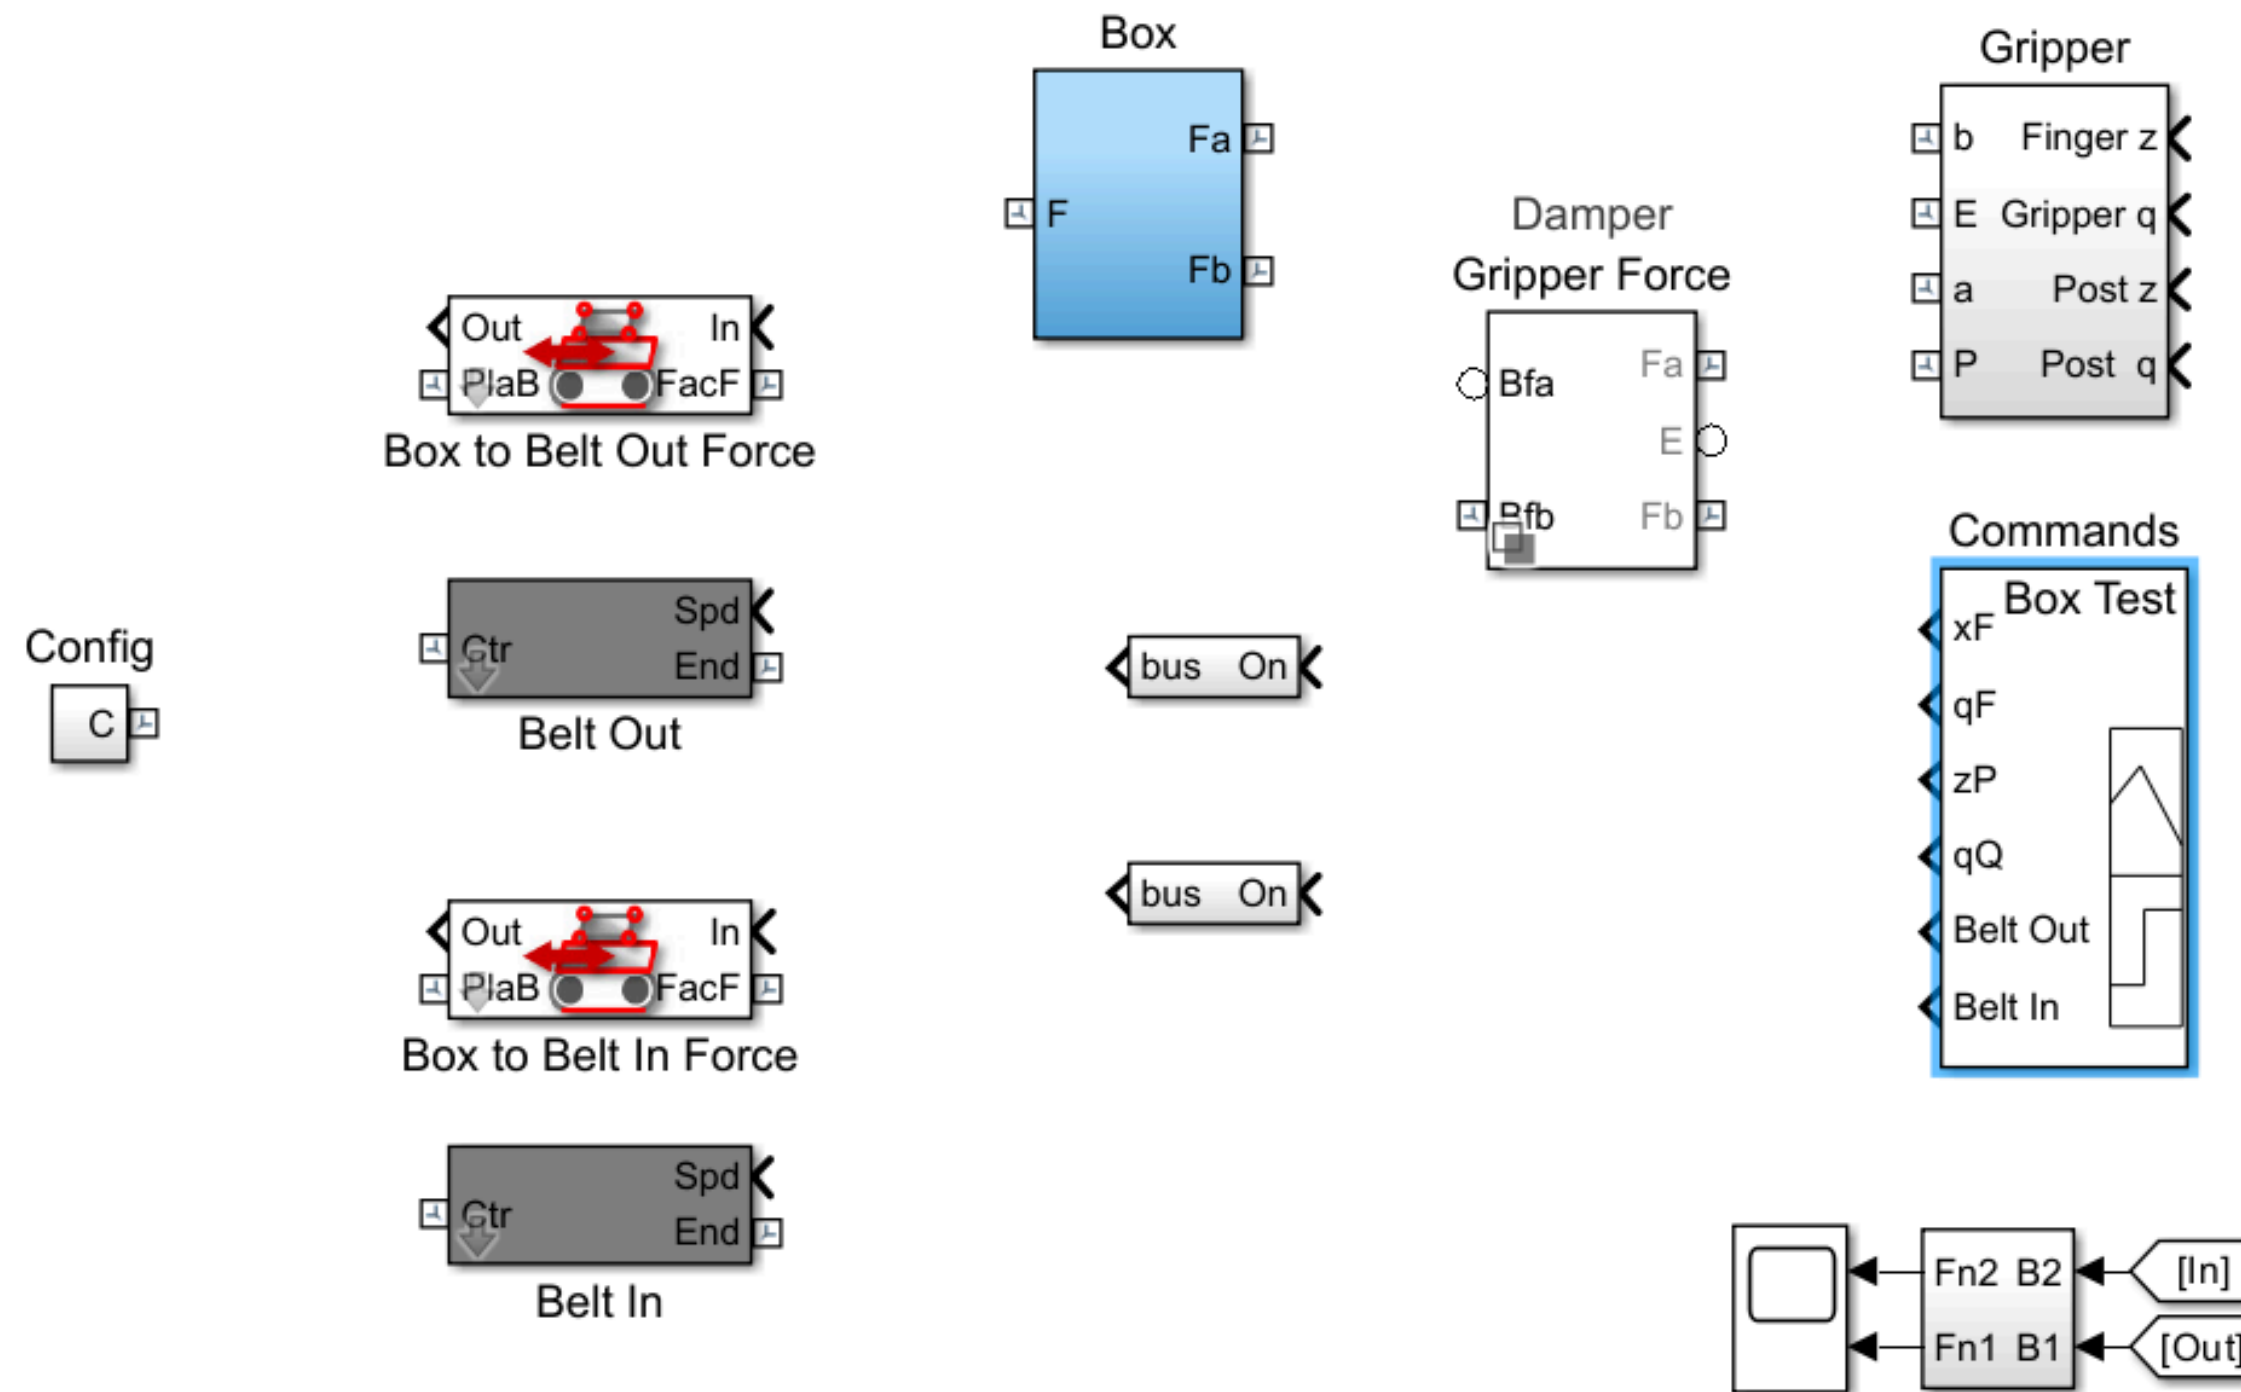 Box
Fa
F
Fb
Gripper
b Finger z
E Gripper q
a Post z
P Post q
Damper
Gripper Force
Bfa Fa
E
Bfb Fb
Out In
PlaB FacF
Box to Belt Out Force
Commands
Box Test
xF
qF
zP
qQ
Belt Out
Belt In
Config
C
Spd
Ctr
End
Belt Out
bus On
bus On
Out In
PlaB FacF
Box to Belt In Force
Spd
Ctr
End
Belt In
Fn2 B2
[In]
Fn1 B1
[Out]